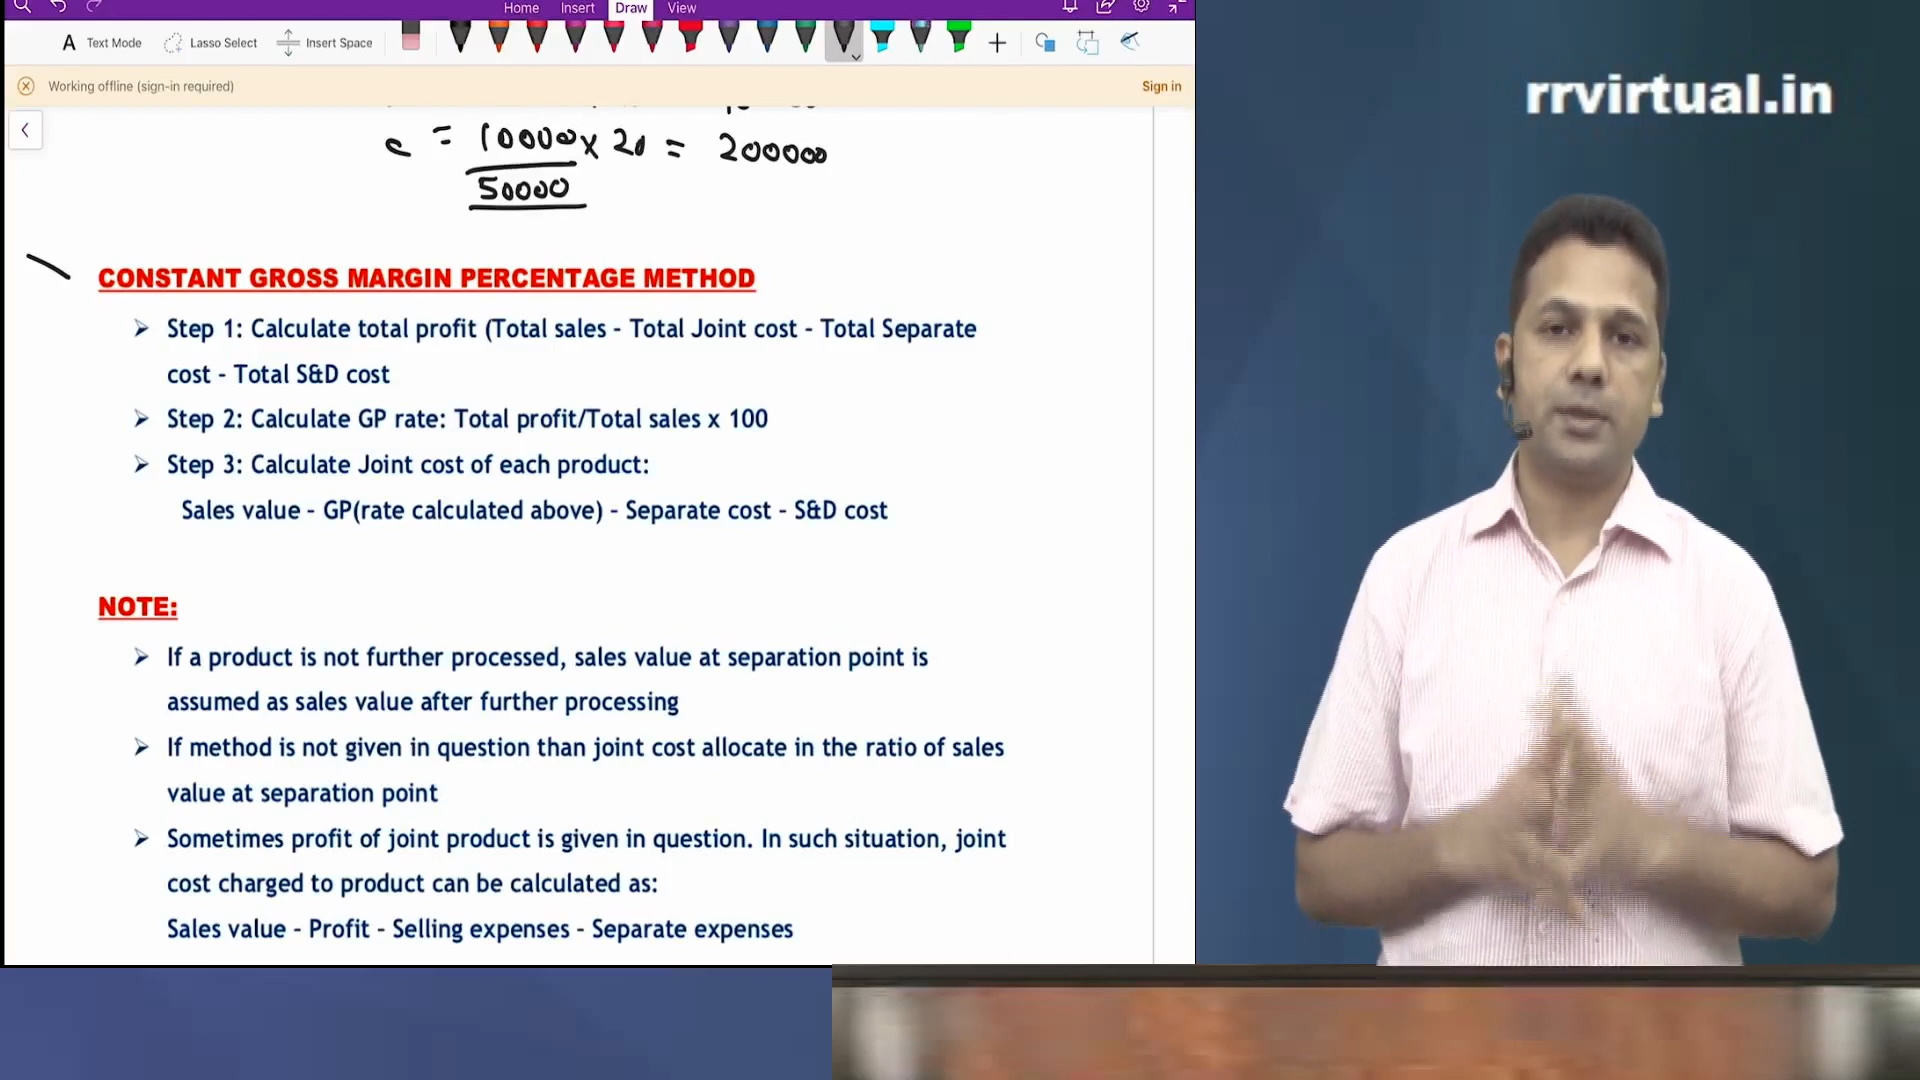 Home Insert Draw View
Text Mode Lasso Select Insert Space
Working offline (sign-in required) Sign in
rrvirtual.in
c = 10000 x 20 = 200000
50000
CONSTANT GROSS MARGIN PERCENTAGE METHOD
➢ Step 1: Calculate total profit (Total sales - Total Joint cost - Total Separate
cost - Total S&D cost
➢ Step 2: Calculate GP rate: Total profit/Total sales x 100
➢ Step 3: Calculate Joint cost of each product:
Sales value - GP(rate calculated above) - Separate cost - S&D cost
NOTE:
➢ If a product is not further processed, sales value at separation point is
assumed as sales value after further processing
➢ If method is not given in question than joint cost allocate in the ratio of sales
value at separation point
➢ Sometimes profit of joint product is given in question. In such situation, joint
cost charged to product can be calculated as:
Sales value - Profit - Selling expenses - Separate expenses